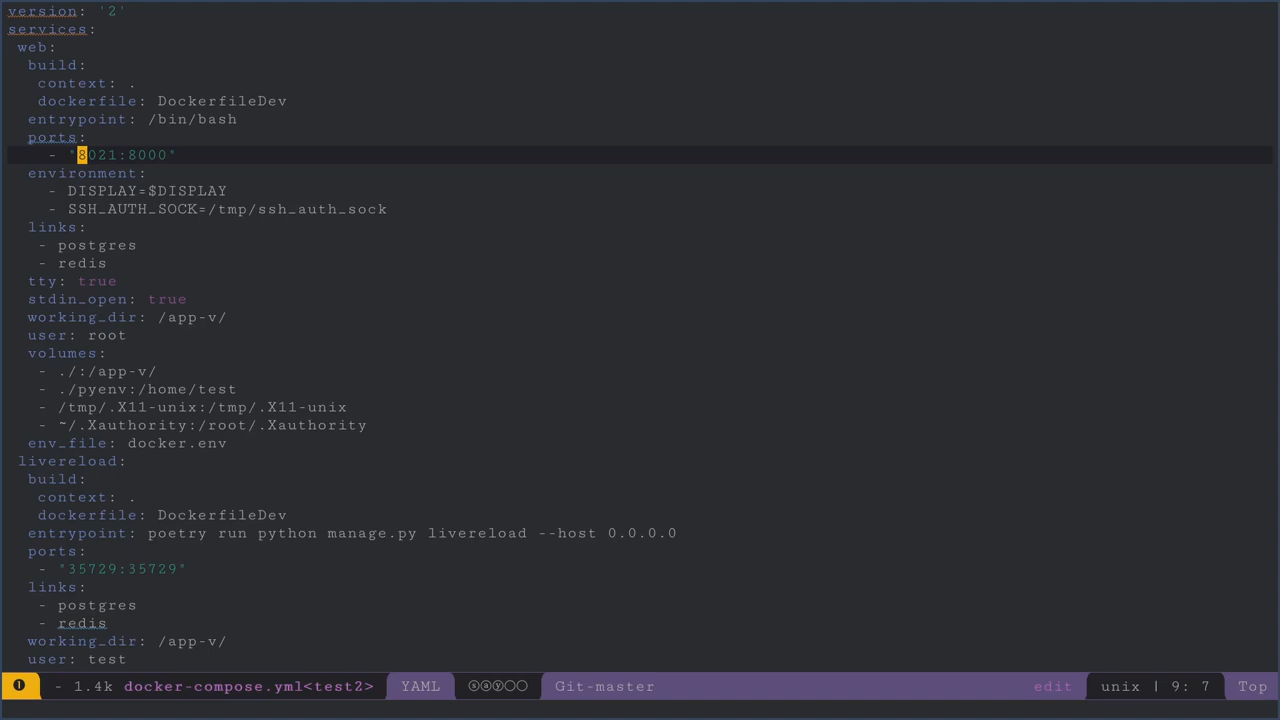 version: '2'
services:
 web:
  build:
   context: .
   dockerfile: DockerfileDev
  entrypoint: /bin/bash
  ports:
    - "8021:8000"
  environment:
    - DISPLAY=$DISPLAY
    - SSH_AUTH_SOCK=/tmp/ssh_auth_sock
  links:
   - postgres
   - redis
  tty: true
  stdin_open: true
  working_dir: /app-v/
  user: root
  volumes:
   - ./:/app-v/
   - ./pyenv:/home/test
   - /tmp/.X11-unix:/tmp/.X11-unix
   - ~/.Xauthority:/root/.Xauthority
  env_file: docker.env
 livereload:
  build:
   context: .
   dockerfile: DockerfileDev
  entrypoint: poetry run python manage.py livereload --host 0.0.0.0
  ports:
   - "35729:35729"
  links:
   - postgres
   - redis
  working_dir: /app-v/
  user: test
❶ - 1.4k docker-compose.yml<test2> YAML ⓢⓐⓨ◯◯ Git-master edit unix | 9: 7 Top